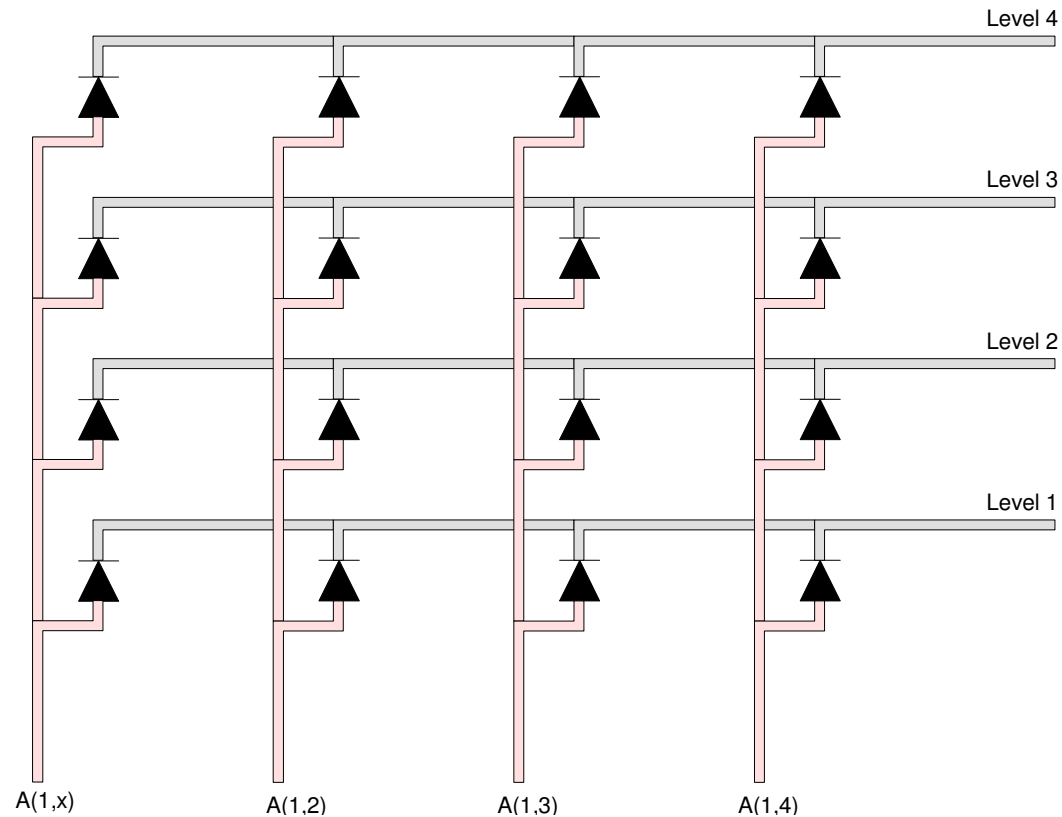 Level 4
Level 3
Level 2
Level 1
A(1,x)
A(1,2)
A(1,3)
A(1,4)